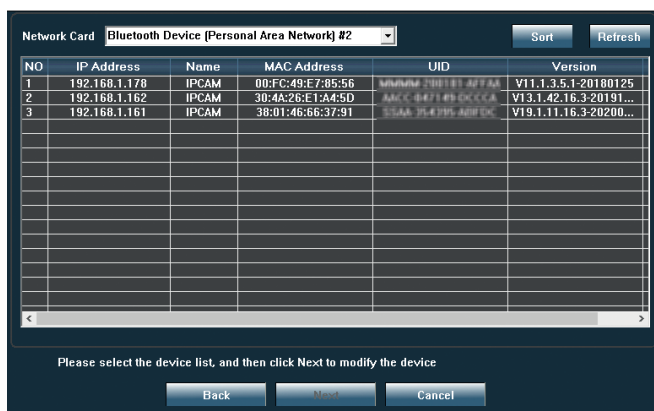 Network Card Bluetooth Device (Personal Area Network) #2 Sort Refresh
NO IP Address Name MAC Address UID Version
1 192.168.1.178 IPCAM 00:FC:49:E7:85:56 V11.1.3.5.1-20180125
2 192.168.1.162 IPCAM 30:4A:26:E1:A4:5D V13.1.42.16.3-20191...
3 192.168.1.161 IPCAM 38:01:46:66:37:91 V19.1.11.16.3-20200...
Please select the device list, and then click Next to modify the device
Back Next Cancel